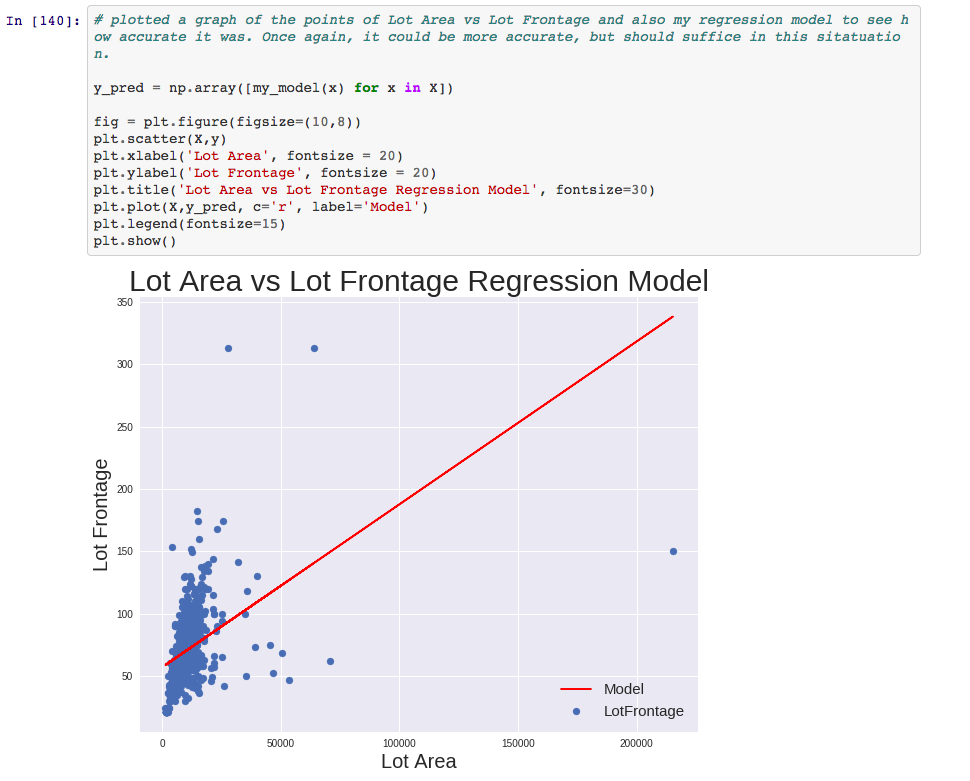 In [140]:
# plotted a graph of the points of Lot Area vs Lot Frontage and also my regression model to see h
ow accurate it was. Once again, it could be more accurate, but should suffice in this sitatuatio
n.
y_pred = np.array([my_model(x) for x in X])
fig = plt.figure(figsize=(10,8))
plt.scatter(X,y)
plt.xlabel('Lot Area', fontsize = 20)
plt.ylabel('Lot Frontage', fontsize = 20)
plt.title('Lot Area vs Lot Frontage Regression Model', fontsize=30)
plt.plot(X,y_pred, c='r', label='Model')
plt.legend(fontsize=15)
plt.show()
Lot Area vs Lot Frontage Regression Model
350
300
250
200
150
100
50
Lot Frontage
Model
LotFrontage
0 50000 100000 150000 200000
Lot Area